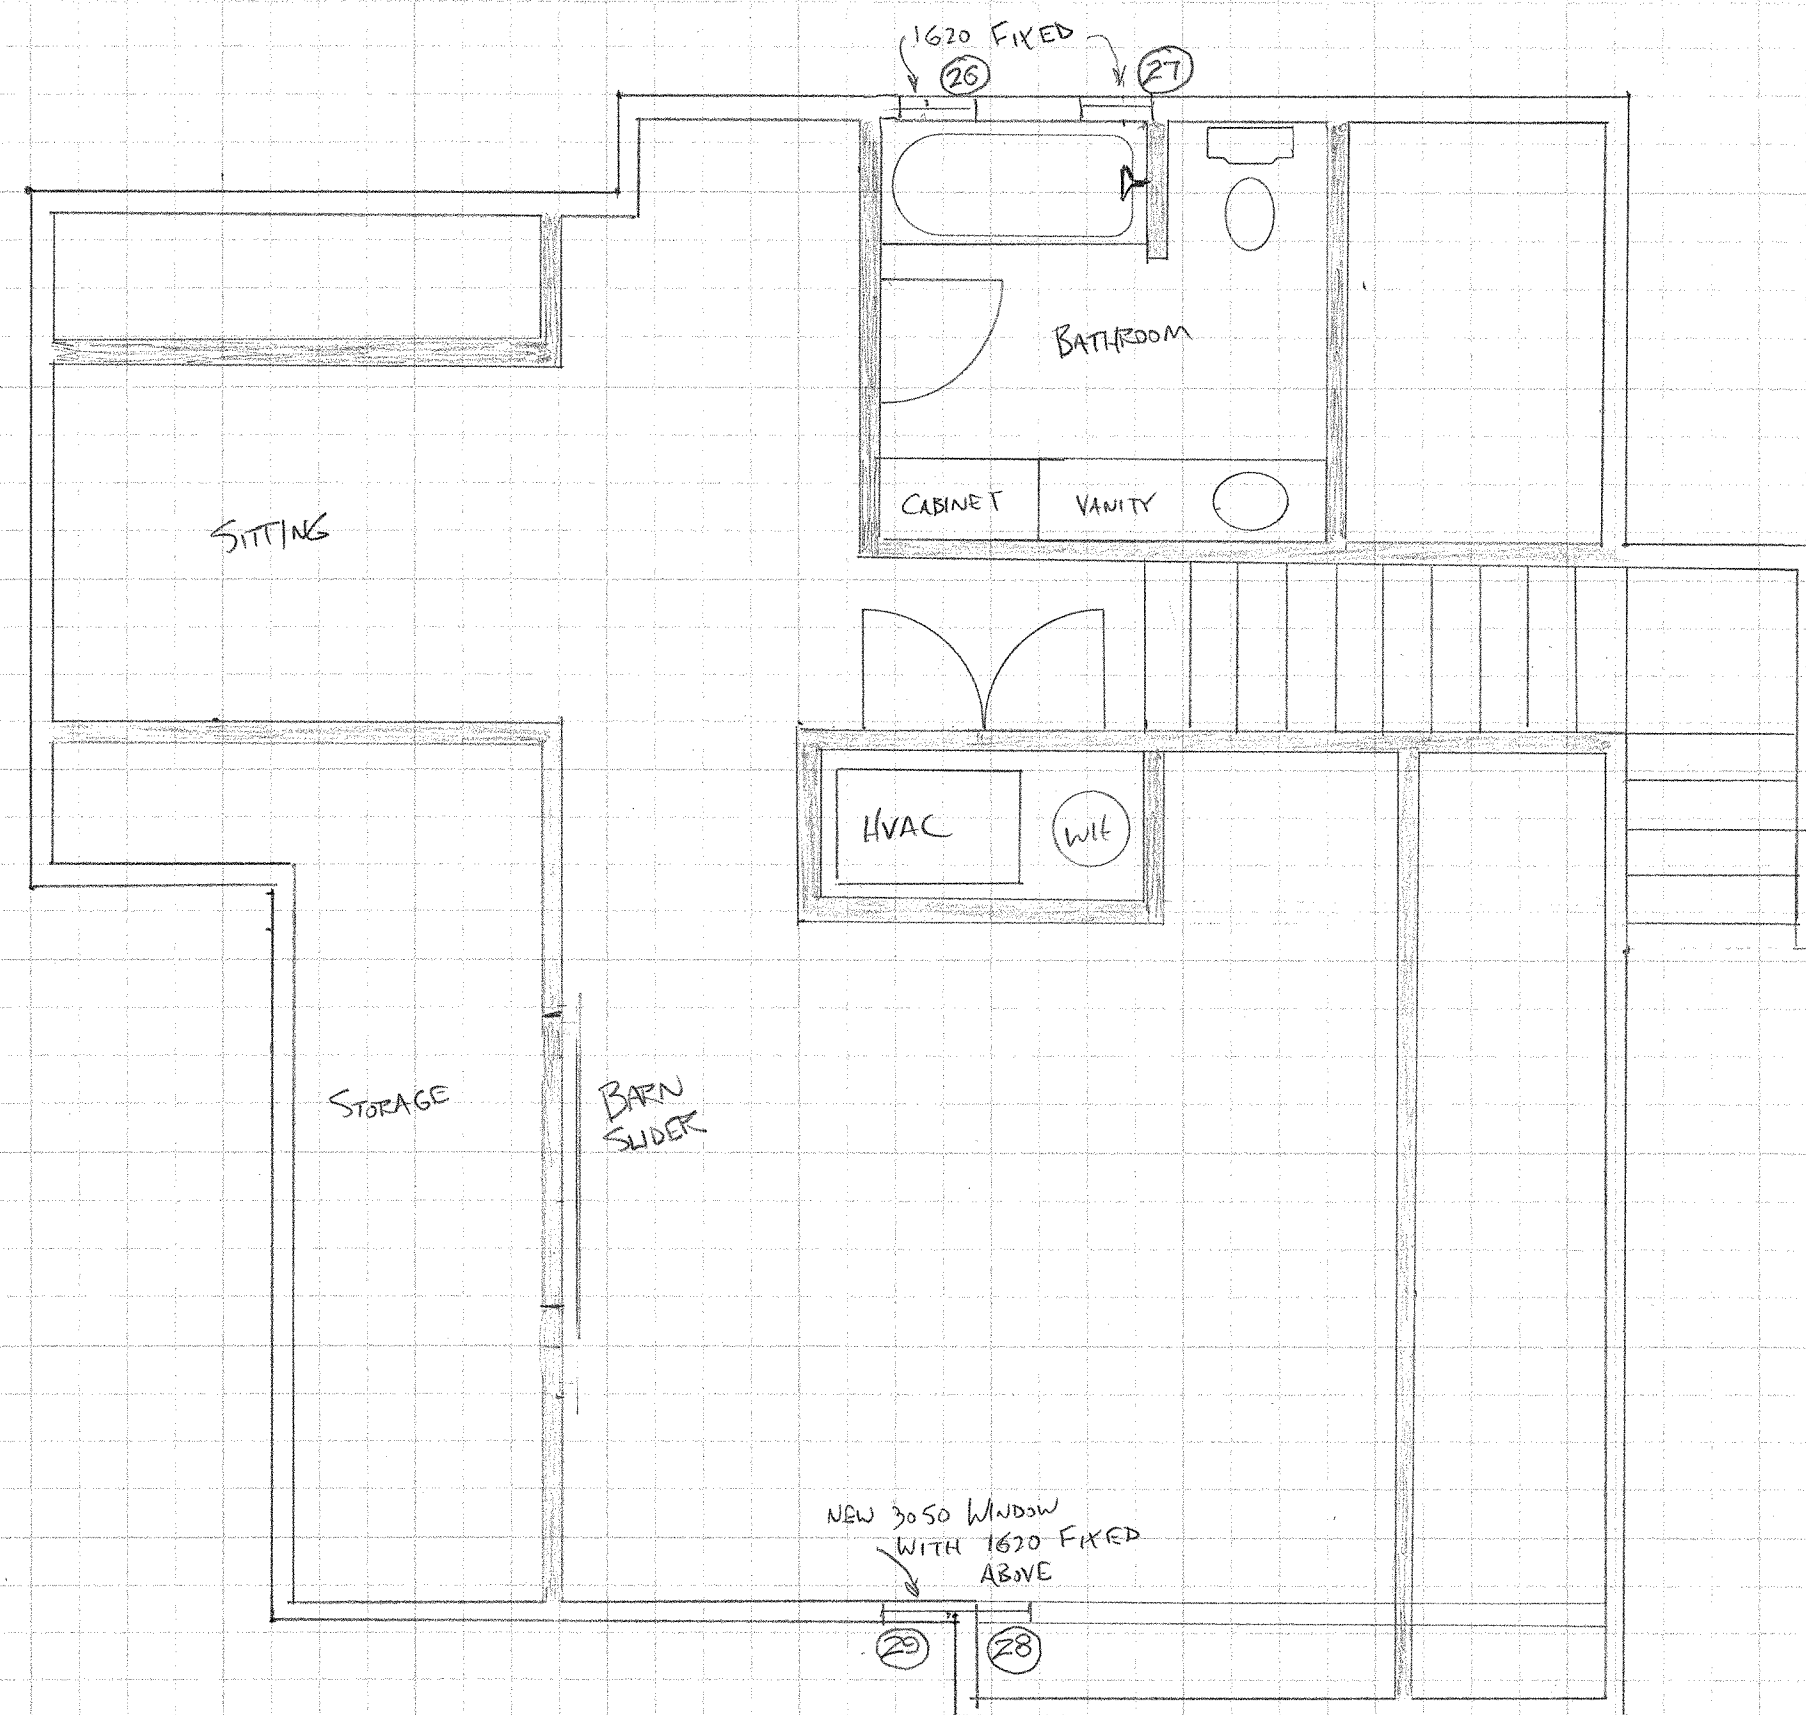 1620 FIXED
26
27
BATHROOM
CABINET
VANITY
SITTING
HVAC
WH
STORAGE
BARN
SLIDER
NEW 3050 WINDOW
WITH 1620 FIXED
ABOVE
29
28